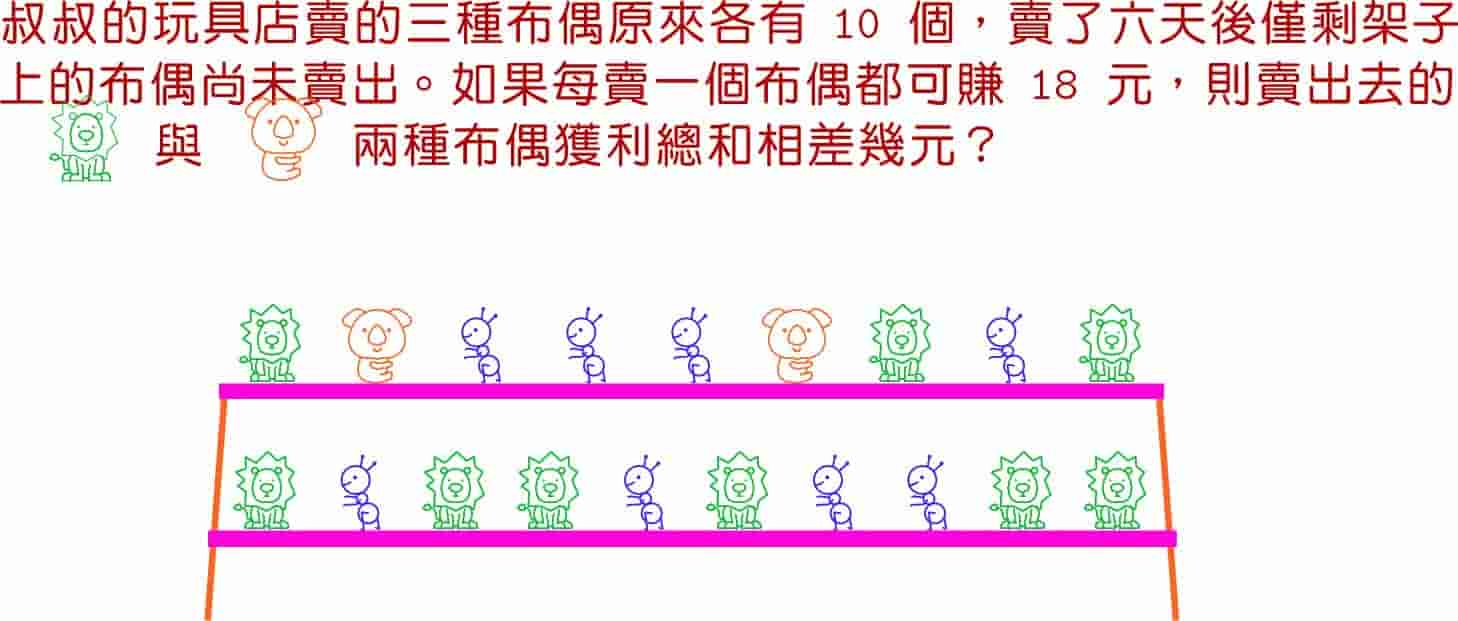 叔叔的玩具店賣的三種布偶原來各有 10 個，賣了六天後僅剩架子
上的布偶尚未賣出。如果每賣一個布偶都可賺 18 元，則賣出去的
與 兩種布偶獲利總和相差幾元？